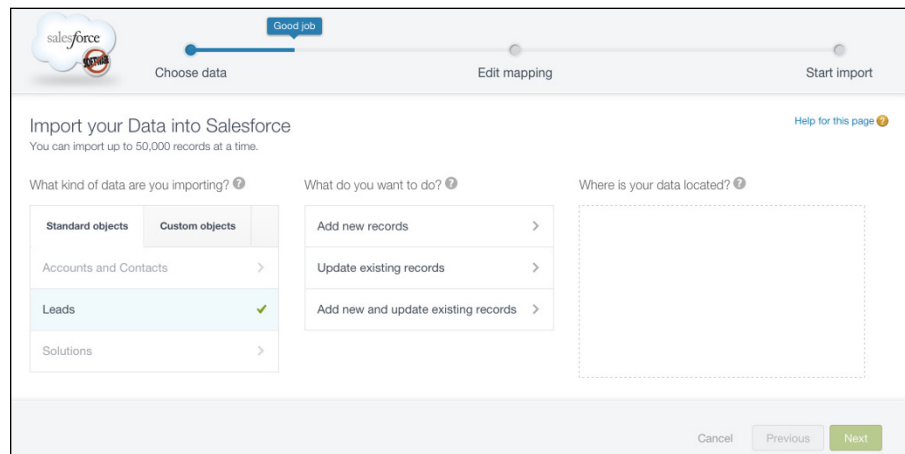 Good job
salesforce
SOFTWARE
Choose data
Edit mapping
Start import
Import your Data into Salesforce
Help for this page ?
You can import up to 50,000 records at a time.
What kind of data are you importing? ?
What do you want to do? ?
Where is your data located? ?
Standard objects
Custom objects
Add new records
Accounts and Contacts
Update existing records
Leads
Add new and update existing records
Solutions
Cancel
Previous
Next